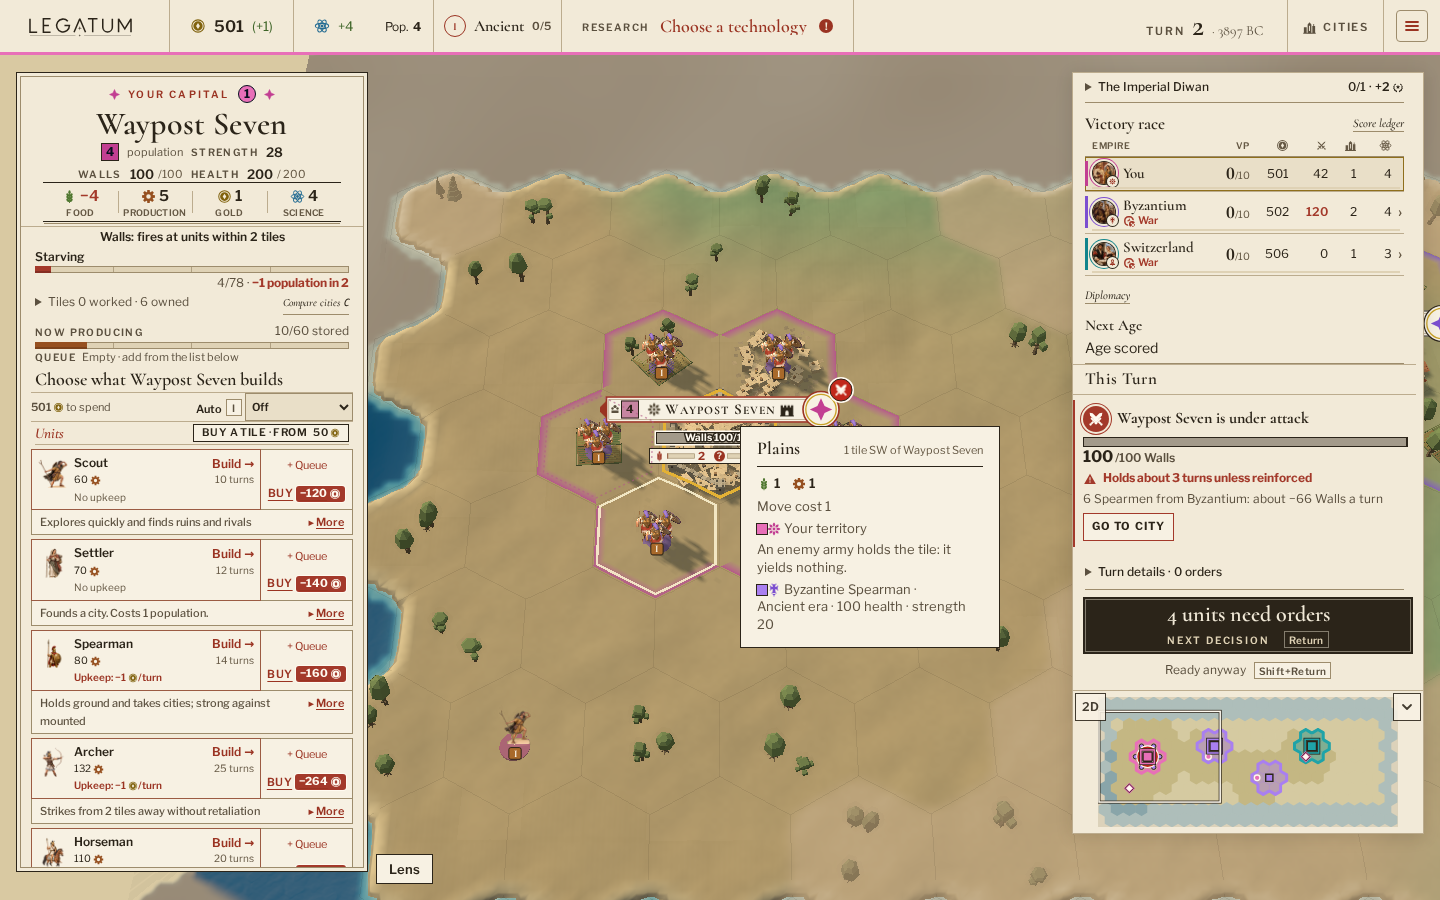 LEGATUM
501 (+1)
+4
Pop. 4
I Ancient 0/5
RESEARCH Choose a technology !
TURN 2 · 3897 BC
CITIES
YOUR CAPITAL 1
Waypost Seven
4 population STRENGTH 28
WALLS 100 /100 HEALTH 200 /200
−4 5 1 4
FOOD PRODUCTION GOLD SCIENCE
Walls: fires at units within 2 tiles
Starving
4/78 · −1 population in 2
Tiles 0 worked · 6 owned Compare cities C
NOW PRODUCING 10/60 stored
QUEUE Empty · add from the list below
Choose what Waypost Seven builds
501 to spend Auto I Off
Units BUY A TILE · FROM 50
Scout Build → + Queue
60 10 turns
No upkeep BUY −120
Explores quickly and finds ruins and rivals ▸ More
Settler Build → + Queue
70 12 turns
No upkeep BUY −140
Founds a city. Costs 1 population. ▸ More
Spearman Build → + Queue
80 14 turns
Upkeep: −1 /turn BUY −160
Holds ground and takes cities; strong against mounted ▸ More
Archer Build → + Queue
132 25 turns
Upkeep: −1 /turn BUY −264
Strikes from 2 tiles away without retaliation ▸ More
Horseman Build → + Queue
110 20 turns
I
I
4 WAYPOST SEVEN
I
Walls 100/1
2 ?
I
I
Plains 1 tile SW of Waypost Seven
1 1
Move cost 1
Your territory
An enemy army holds the tile: it
yields nothing.
Byzantine Spearman ·
Ancient era · 100 health · strength
20
Lens
The Imperial Diwan 0/1 · +2
Victory race Score ledger
EMPIRE VP
You 0/10 501 42 1 4
Byzantium 0/10 502 120 2 4 ›
War
Switzerland 0/10 506 0 1 3 ›
War
Diplomacy
Next Age
Age scored
This Turn
Waypost Seven is under attack
100 /100 Walls
Holds about 3 turns unless reinforced
6 Spearmen from Byzantium: about −66 Walls a turn
GO TO CITY
Turn details · 0 orders
4 units need orders
NEXT DECISION Return
Ready anyway Shift+Return
2D